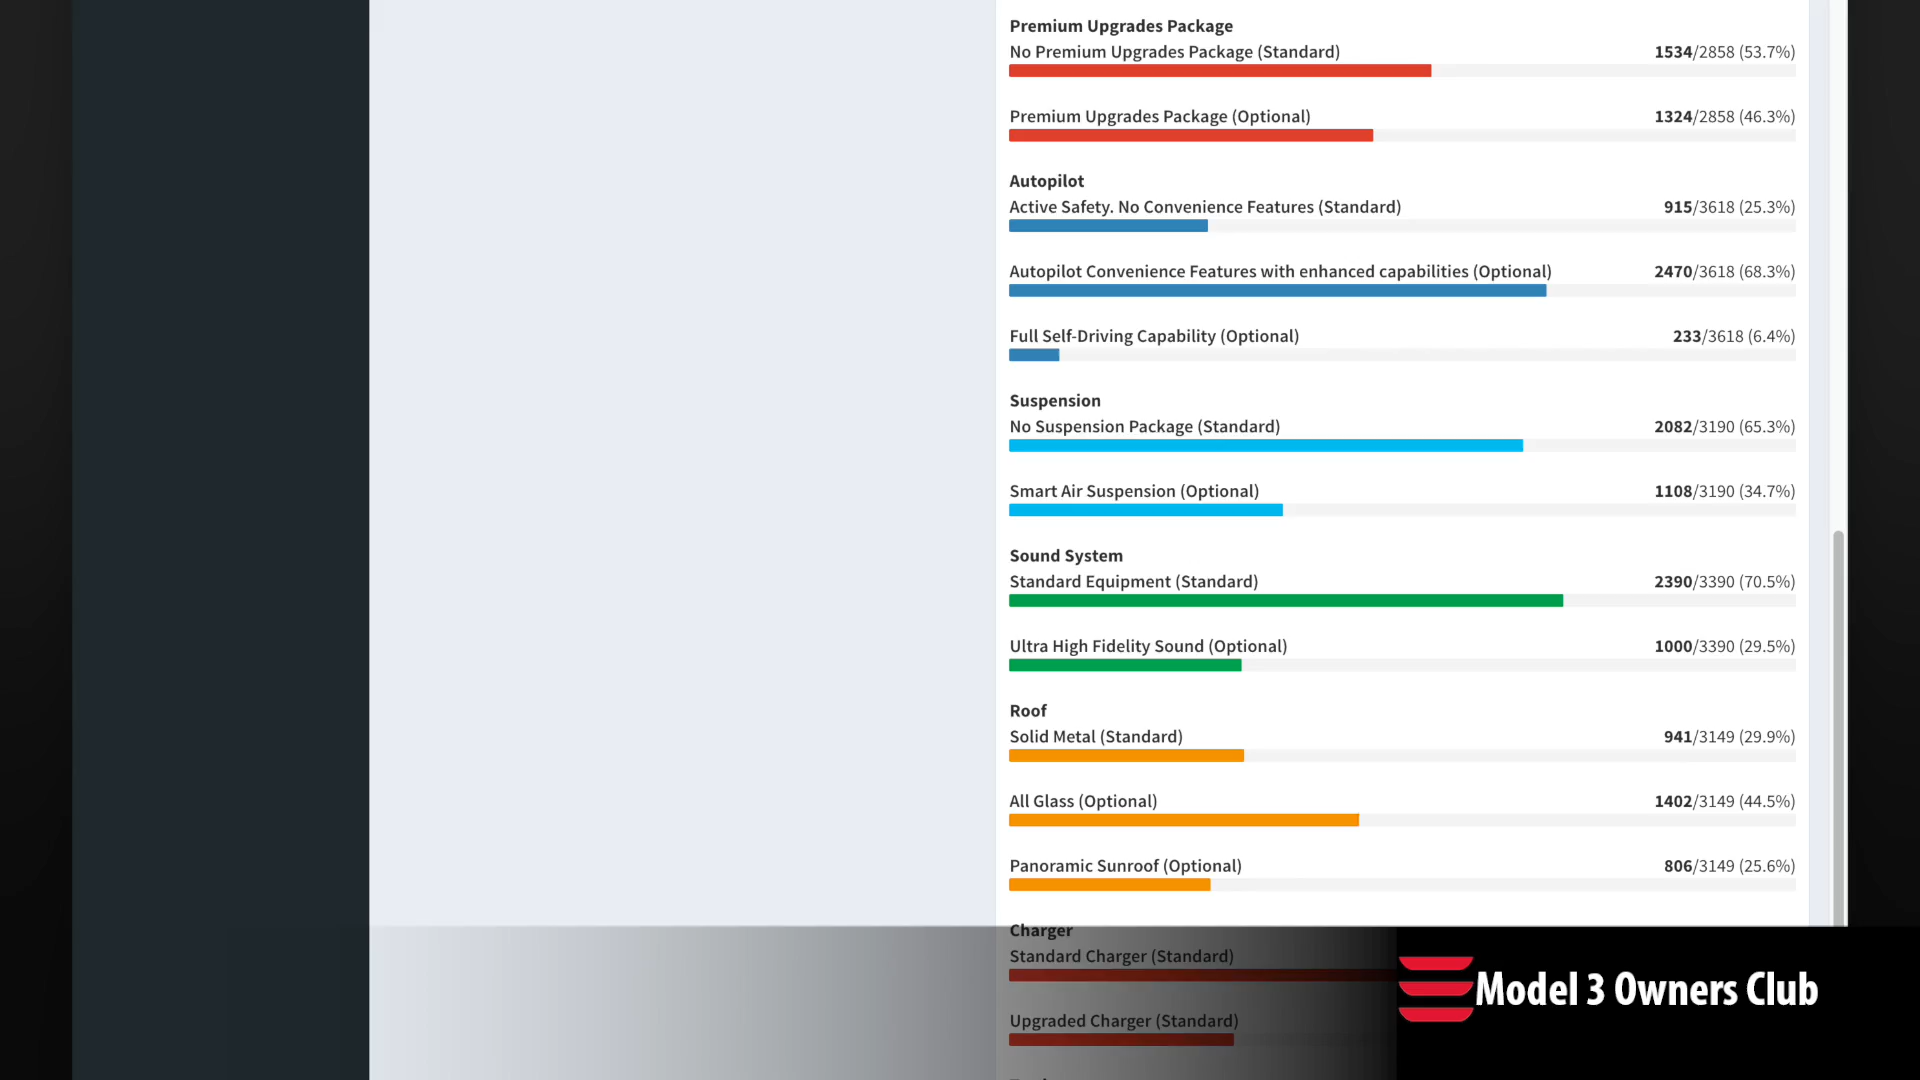 Premium Upgrades Package
No Premium Upgrades Package (Standard) 1534/2858 (53.7%)
Premium Upgrades Package (Optional) 1324/2858 (46.3%)
Autopilot
Active Safety. No Convenience Features (Standard) 915/3618 (25.3%)
Autopilot Convenience Features with enhanced capabilities (Optional) 2470/3618 (68.3%)
Full Self-Driving Capability (Optional) 233/3618 (6.4%)
Suspension
No Suspension Package (Standard) 2082/3190 (65.3%)
Smart Air Suspension (Optional) 1108/3190 (34.7%)
Sound System
Standard Equipment (Standard) 2390/3390 (70.5%)
Ultra High Fidelity Sound (Optional) 1000/3390 (29.5%)
Roof
Solid Metal (Standard) 941/3149 (29.9%)
All Glass (Optional) 1402/3149 (44.5%)
Panoramic Sunroof (Optional) 806/3149 (25.6%)
Charger
Standard Charger (Standard)
Upgraded Charger (Standard)
Model 3 Owners Club